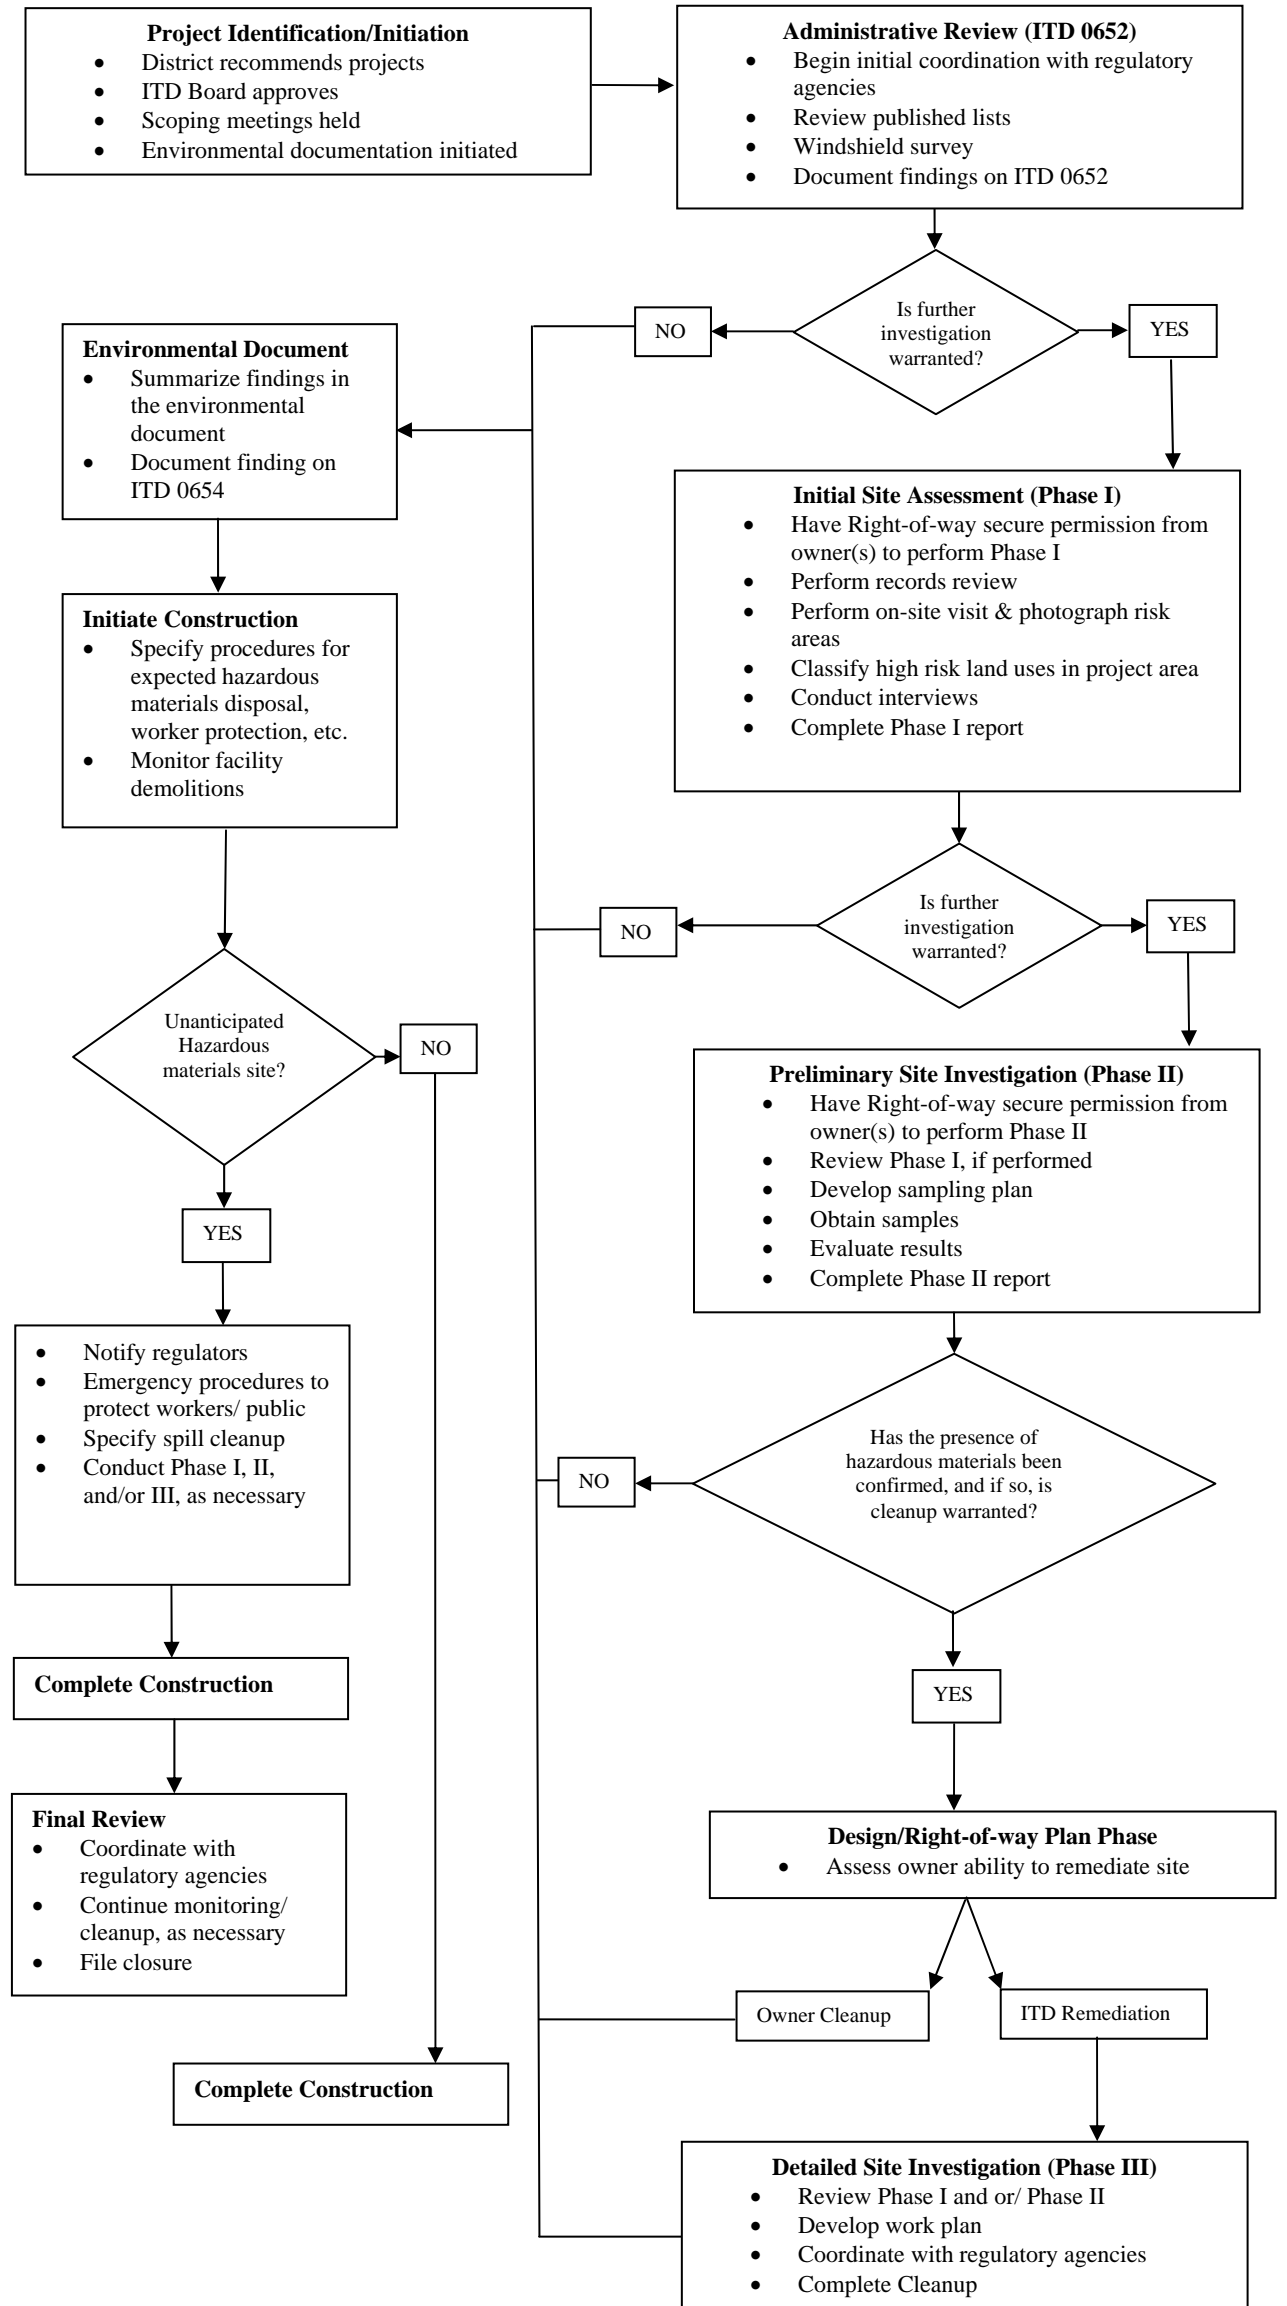 Project Identification/Initiation
• District recommends projects
• ITD Board approves
• Scoping meetings held
• Environmental documentation initiated
Administrative Review (ITD 0652)
• Begin initial coordination with regulatory
agencies
• Review published lists
• Windshield survey
• Document findings on ITD 0652
Is further
investigation
warranted?
NO
YES
Environmental Document
• Summarize findings in
the environmental
document
• Document finding on
ITD 0654
Initial Site Assessment (Phase I)
• Have Right-of-way secure permission from
owner(s) to perform Phase I
• Perform records review
• Perform on-site visit & photograph risk
areas
• Classify high risk land uses in project area
• Conduct interviews
• Complete Phase I report
Initiate Construction
• Specify procedures for
expected hazardous
materials disposal,
worker protection, etc.
• Monitor facility
demolitions
Is further
investigation
warranted?
NO
YES
Unanticipated
Hazardous
materials site?
NO
YES
Preliminary Site Investigation (Phase II)
• Have Right-of-way secure permission from
owner(s) to perform Phase II
• Review Phase I, if performed
• Develop sampling plan
• Obtain samples
• Evaluate results
• Complete Phase II report
• Notify regulators
• Emergency procedures to
protect workers/ public
• Specify spill cleanup
• Conduct Phase I, II,
and/or III, as necessary
Has the presence of
hazardous materials been
confirmed, and if so, is
cleanup warranted?
NO
YES
Complete Construction
Final Review
• Coordinate with
regulatory agencies
• Continue monitoring/
cleanup, as necessary
• File closure
Design/Right-of-way Plan Phase
• Assess owner ability to remediate site
Owner Cleanup
ITD Remediation
Complete Construction
Detailed Site Investigation (Phase III)
• Review Phase I and or/ Phase II
• Develop work plan
• Coordinate with regulatory agencies
• Complete Cleanup